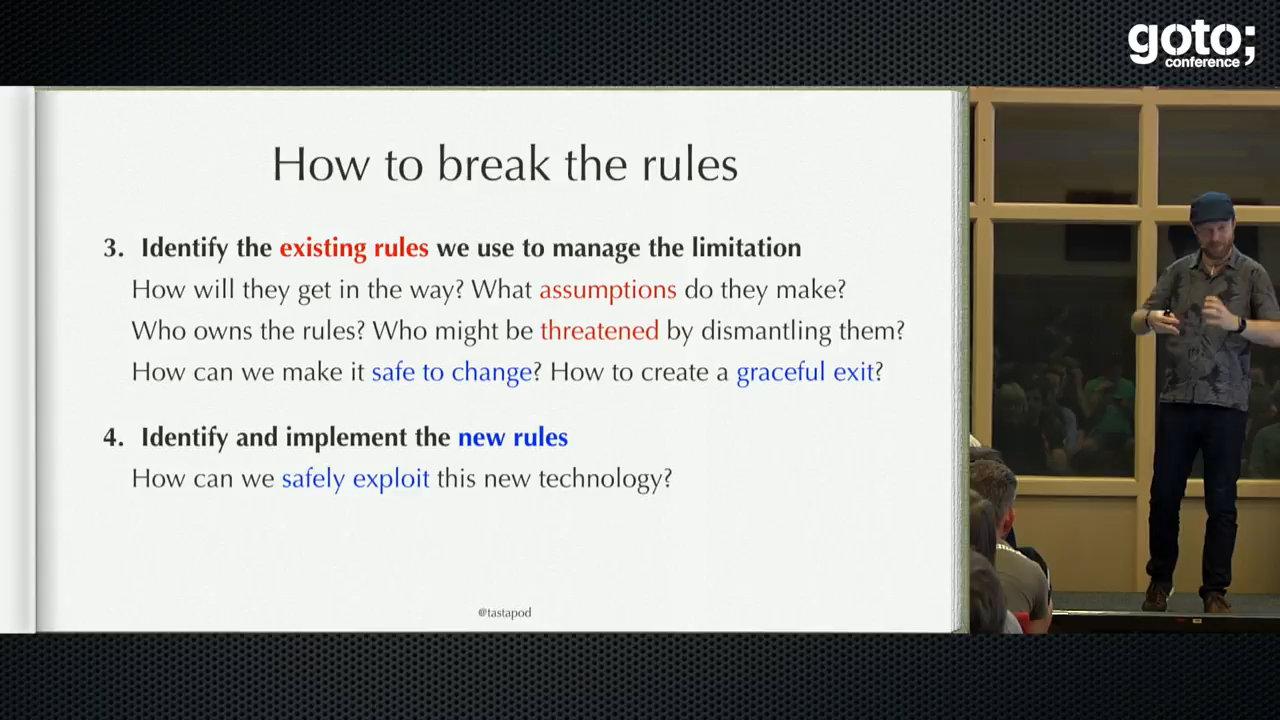 goto;
conference
How to break the rules
3. Identify the existing rules we use to manage the limitation
How will they get in the way? What assumptions do they make?
Who owns the rules? Who might be threatened by dismantling them?
How can we make it safe to change? How to create a graceful exit?
4. Identify and implement the new rules
How can we safely exploit this new technology?
@tastapod